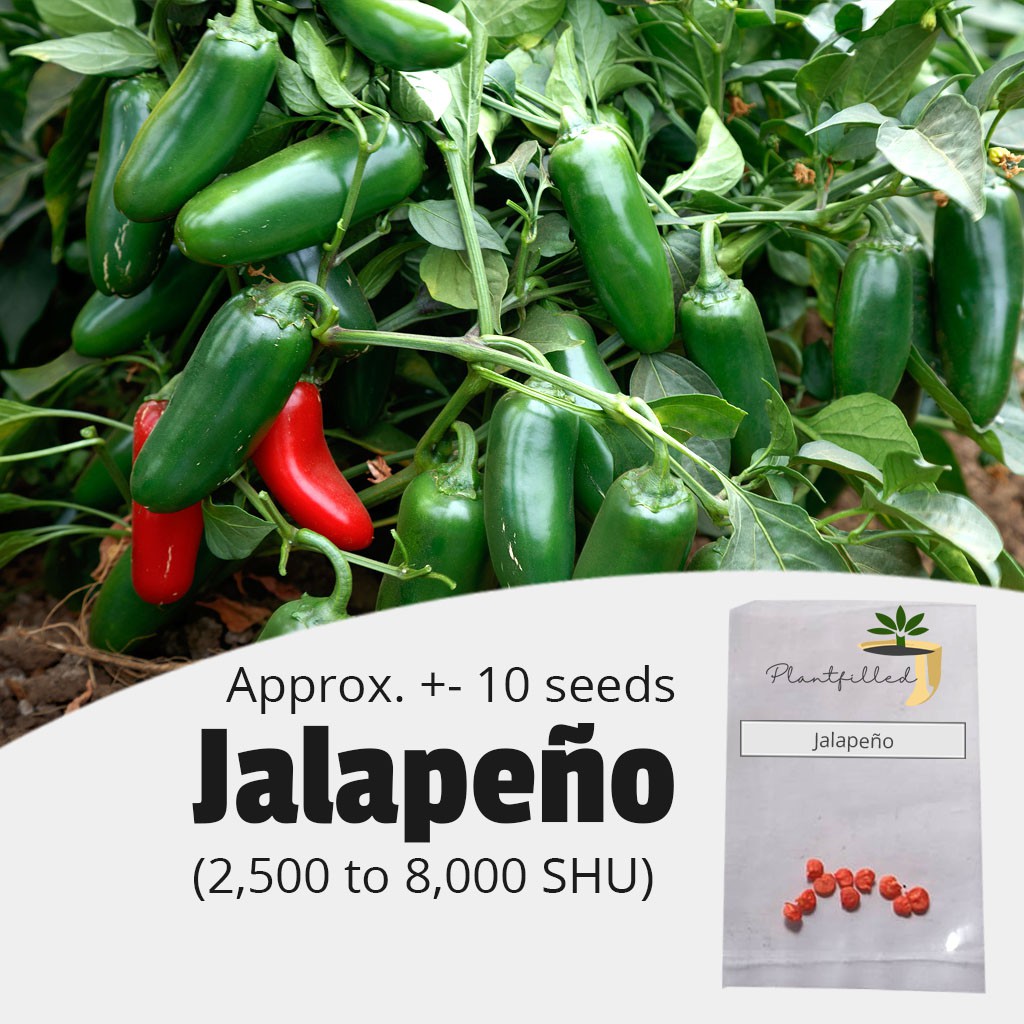 Approx. +- 10 seeds
Jalapeño
(2,500 to 8,000 SHU)
Plantfilled
Jalapeño